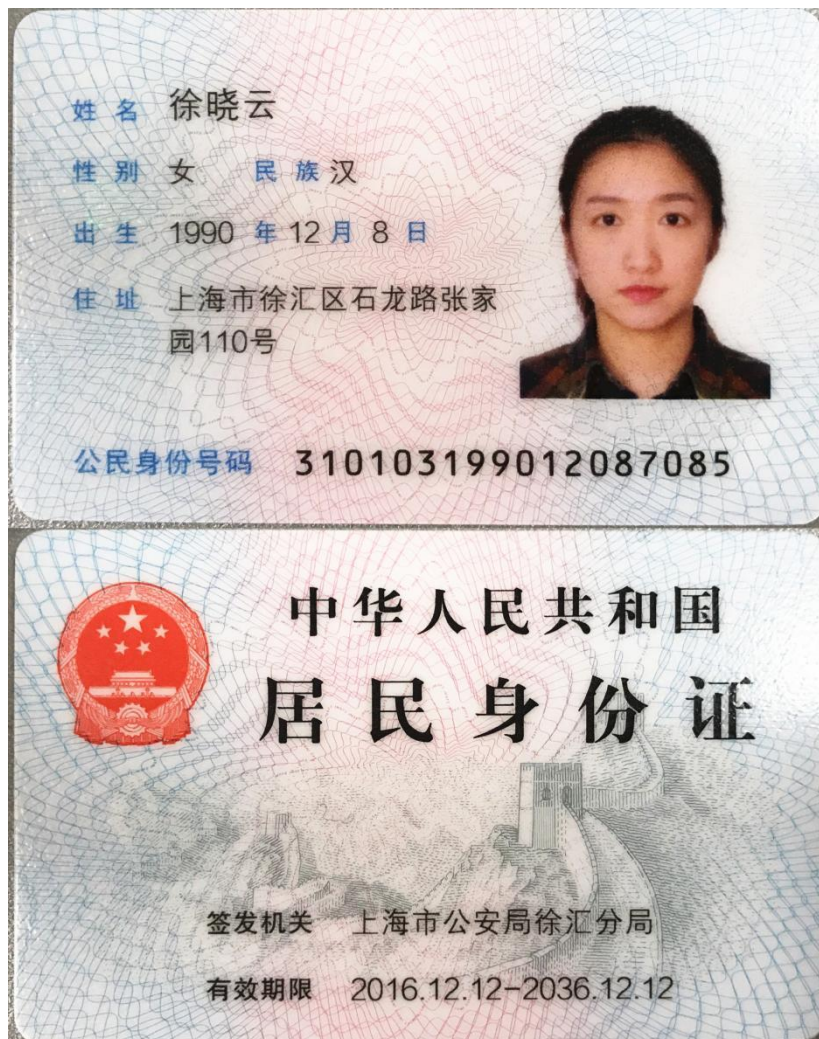 姓名 徐晓云
性别 女 民族 汉
出生 1990 年 12 月 8 日
住址 上海市徐汇区石龙路张家
园110号
公民身份号码 310103199012087085
中华人民共和国
居民身份证
签发机关 上海市公安局徐汇分局
有效期限 2016.12.12-2036.12.12